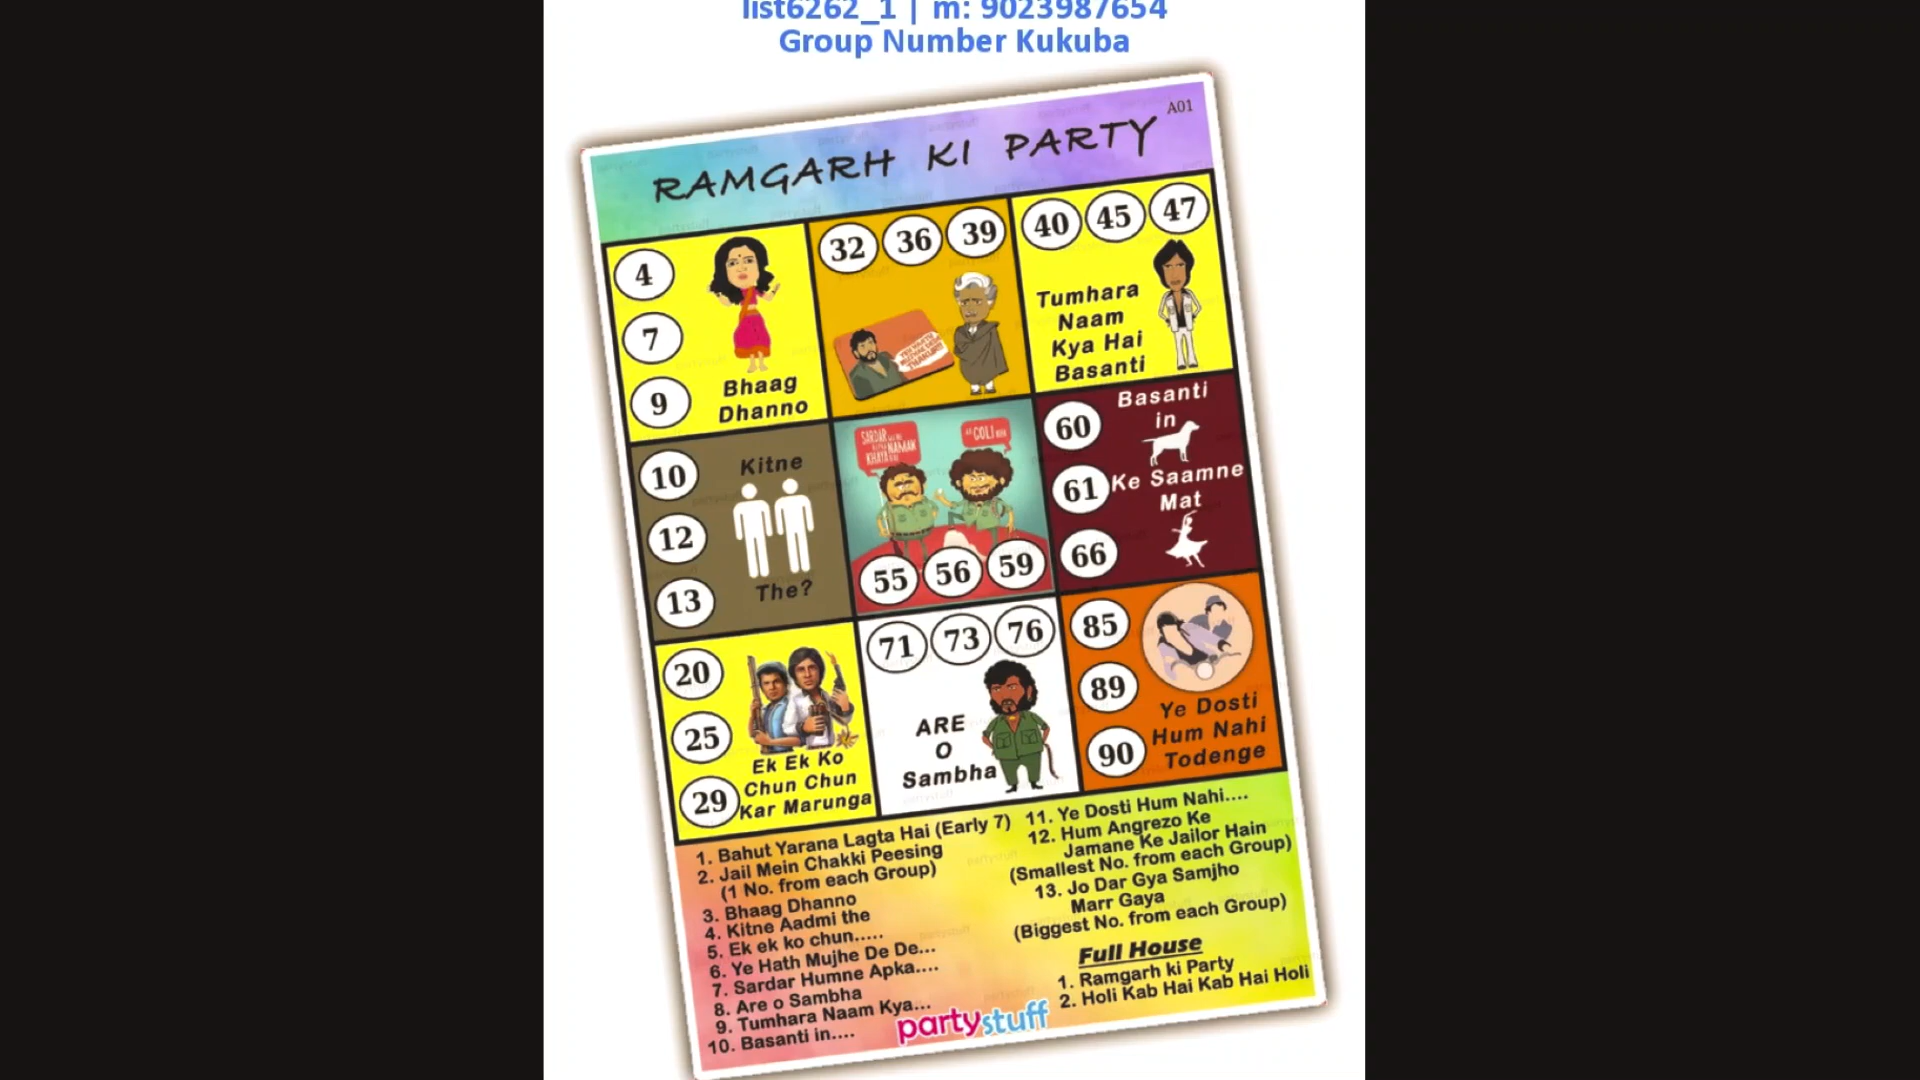 list6262_1 | m: 9023987654
Group Number Kukuba
A01
RAMGARH KI PARTY
4
7
9
Bhaag
Dhanno
32 36 39
40 45 47
Tumhara
Naam
Kya Hai
Basanti
10
12
13
Kitne
The?
SARDAR
NAMAK
KHAYA
GOLI
55 56 59
60
61
66
Basanti
in
Ke Saamne
Mat
20
25
29
Ek Ek Ko
Chun Chun
Kar Marunga
71 73 76
ARE
O
Sambha
85
89
90
Ye Dosti
Hum Nahi
Todenge
1. Bahut Yarana Lagta Hai (Early 7)
2. Jail Mein Chakki Peesing
(1 No. from each Group)
3. Bhaag Dhanno
4. Kitne Aadmi the
5. Ek ek ko chun.....
6. Ye Hath Mujhe De De...
7. Sardar Humne Apka....
8. Are o Sambha
9. Tumhara Naam Kya...
10. Basanti in....
11. Ye Dosti Hum Nahi....
12. Hum Angrezo Ke
Jamane Ke Jailor Hain
(Smallest No. from each Group)
13. Jo Dar Gya Samjho
Marr Gaya
(Biggest No. from each Group)
Full House
1. Ramgarh ki Party
2. Holi Kab Hai Kab Hai Holi
partystuff